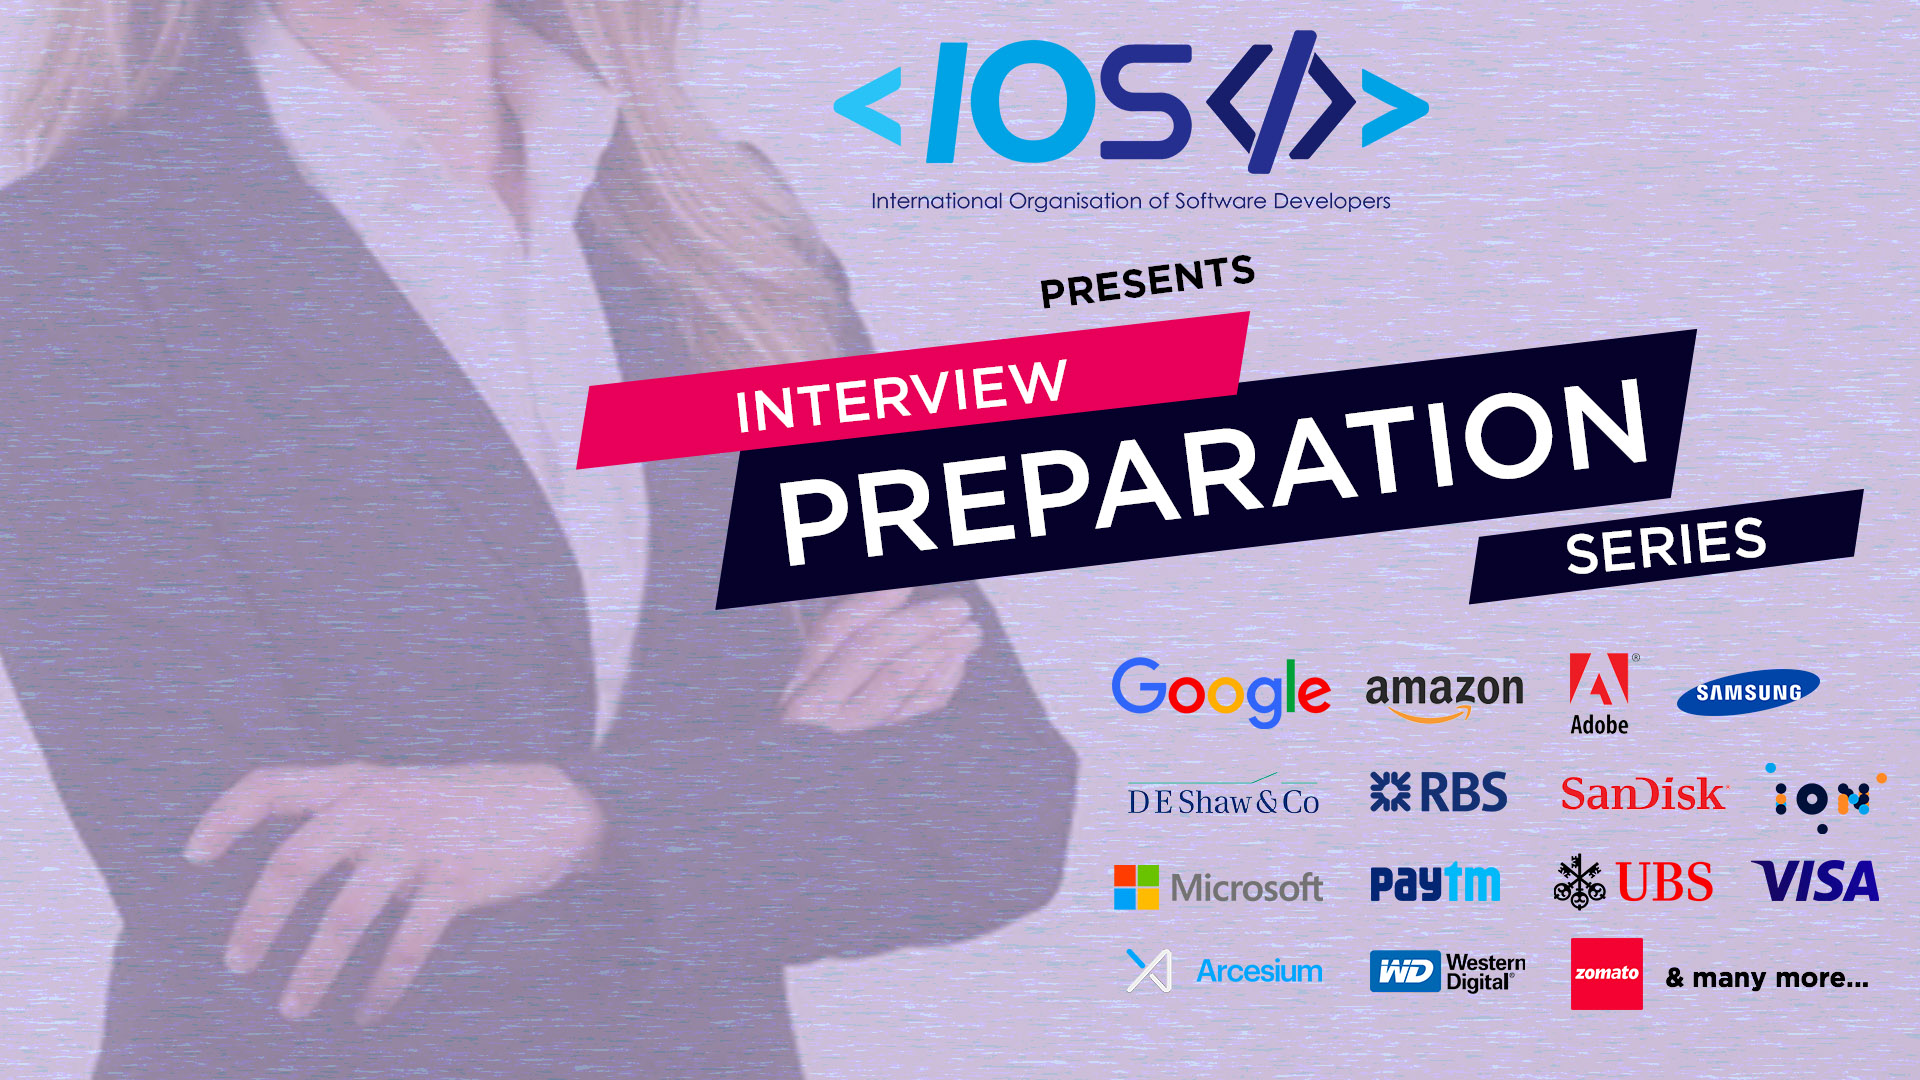 <IOS</>>
International Organisation of Software Developers
PRESENTS
INTERVIEW
PREPARATION
SERIES
Google amazon Adobe® SAMSUNG
D E Shaw & Co RBS SanDisk® iON
Microsoft paytm UBS VISA
Arcesium WD Western Digital® zomato & many more...